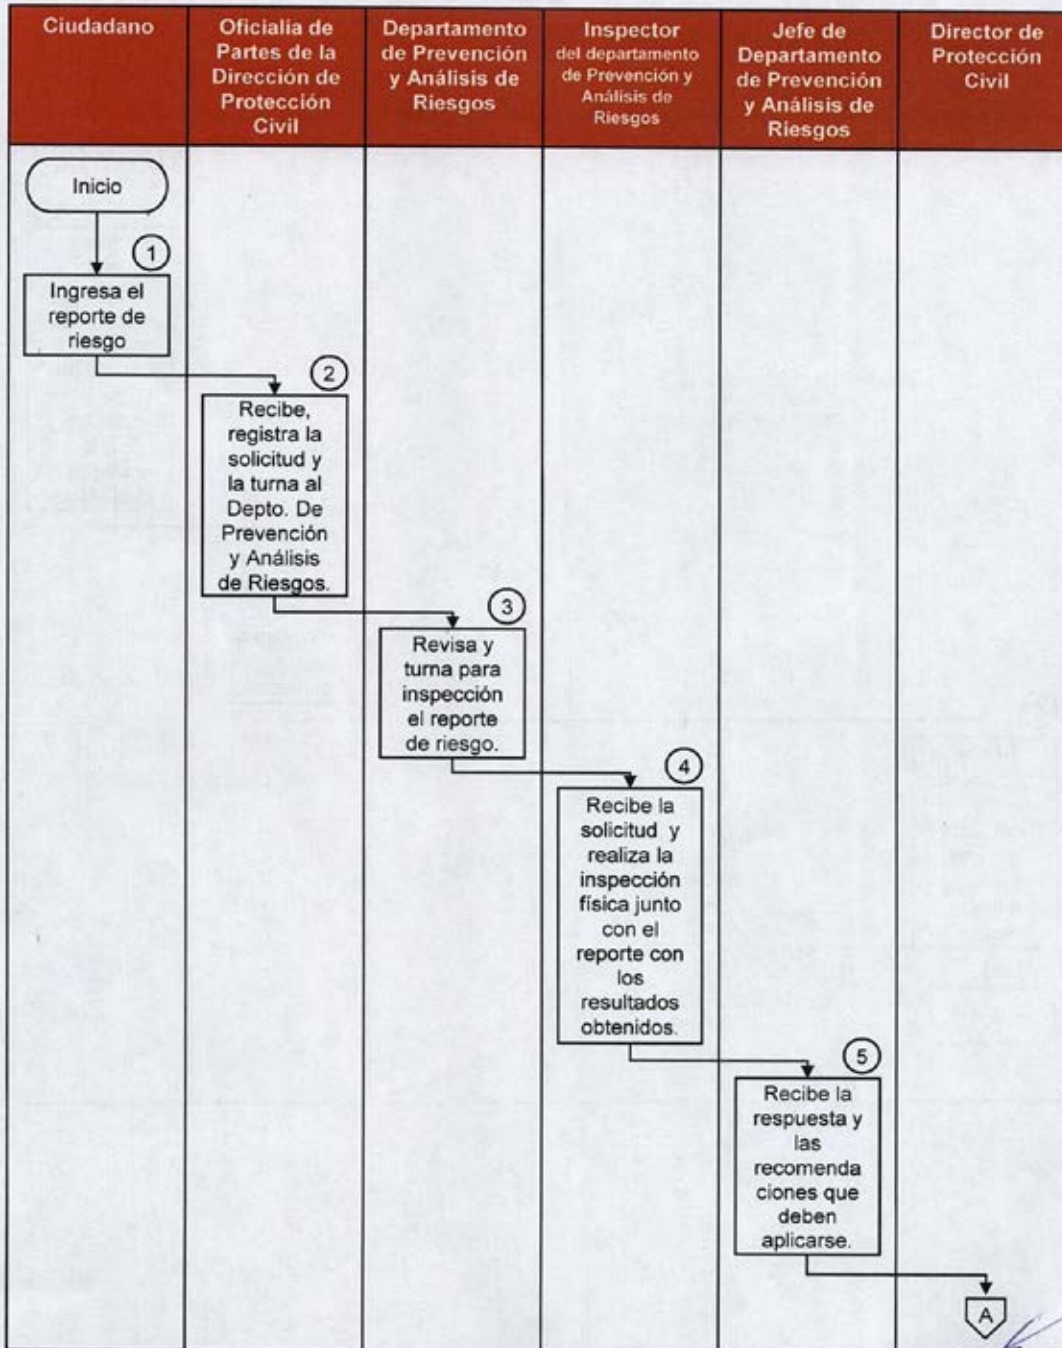 Ciudadano
Oficialia de
Partes de la
Dirección de
Protección
Civil
Departamento
de Prevención
y Análisis de
Riesgos
Inspector
del departamento
de Prevención y
Análisis de
Riesgos
Jefe de
Departamento
de Prevención
y Análisis de
Riesgos
Director de
Protección
Civil
Inicio
1
Ingresa el
reporte de
riesgo
2
Recibe,
registra la
solicitud y
la turna al
Depto. De
Prevención
y Análisis
de Riesgos.
3
Revisa y
turna para
inspección
el reporte
de riesgo.
4
Recibe la
solicitud y
realiza la
inspección
física junto
con el
reporte con
los
resultados
obtenidos.
5
Recibe la
respuesta y
las
recomenda
ciones que
deben
aplicarse.
A